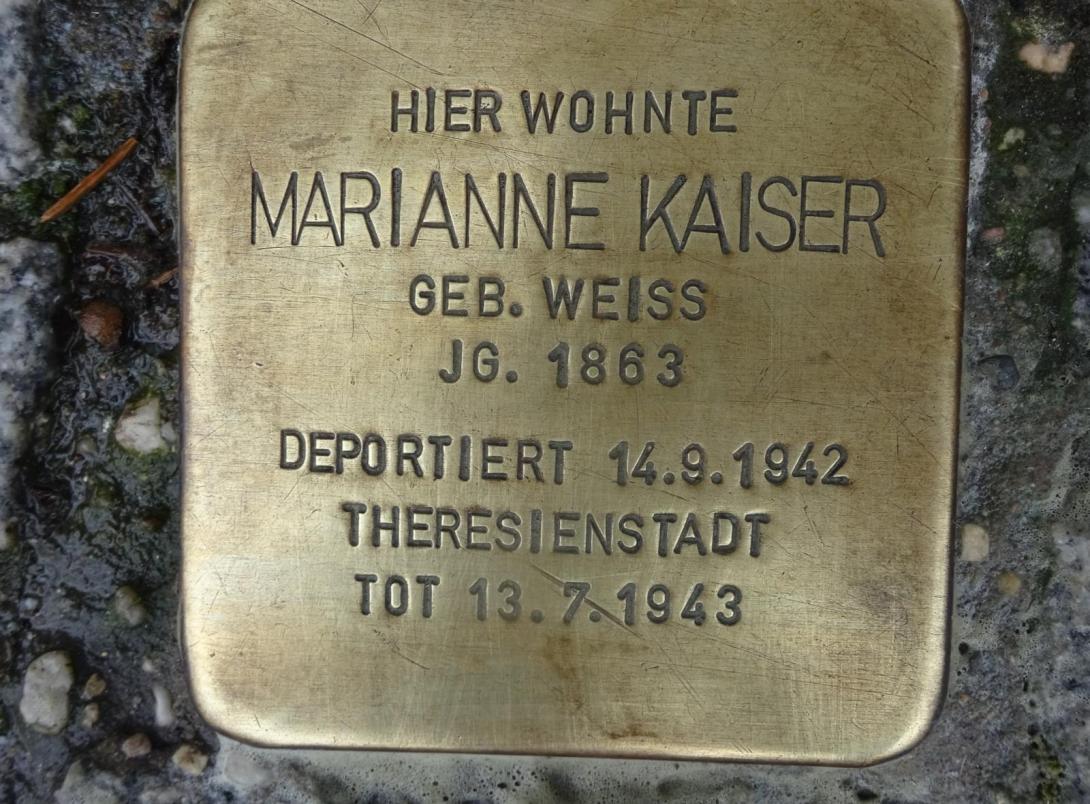 HIER WOHNTE
MARIANNE KAISER
GEB. WEISS
JG. 1863
DEPORTIERT 14.9.1942
THERESIENSTADT
TOT 13.7.1943